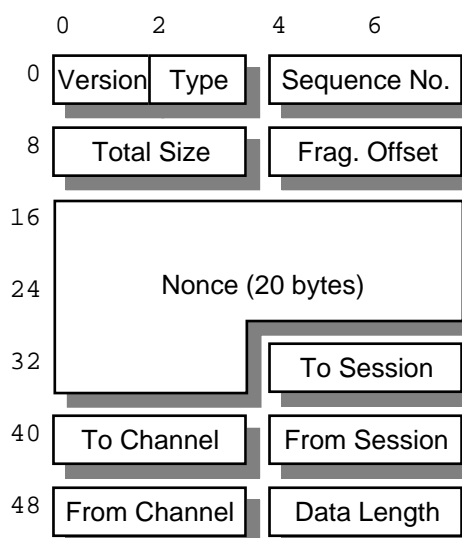 0 2 4 6
0 Version Type Sequence No.
8 Total Size Frag. Offset
16
24 Nonce (20 bytes)
32 To Session
40 To Channel From Session
48 From Channel Data Length